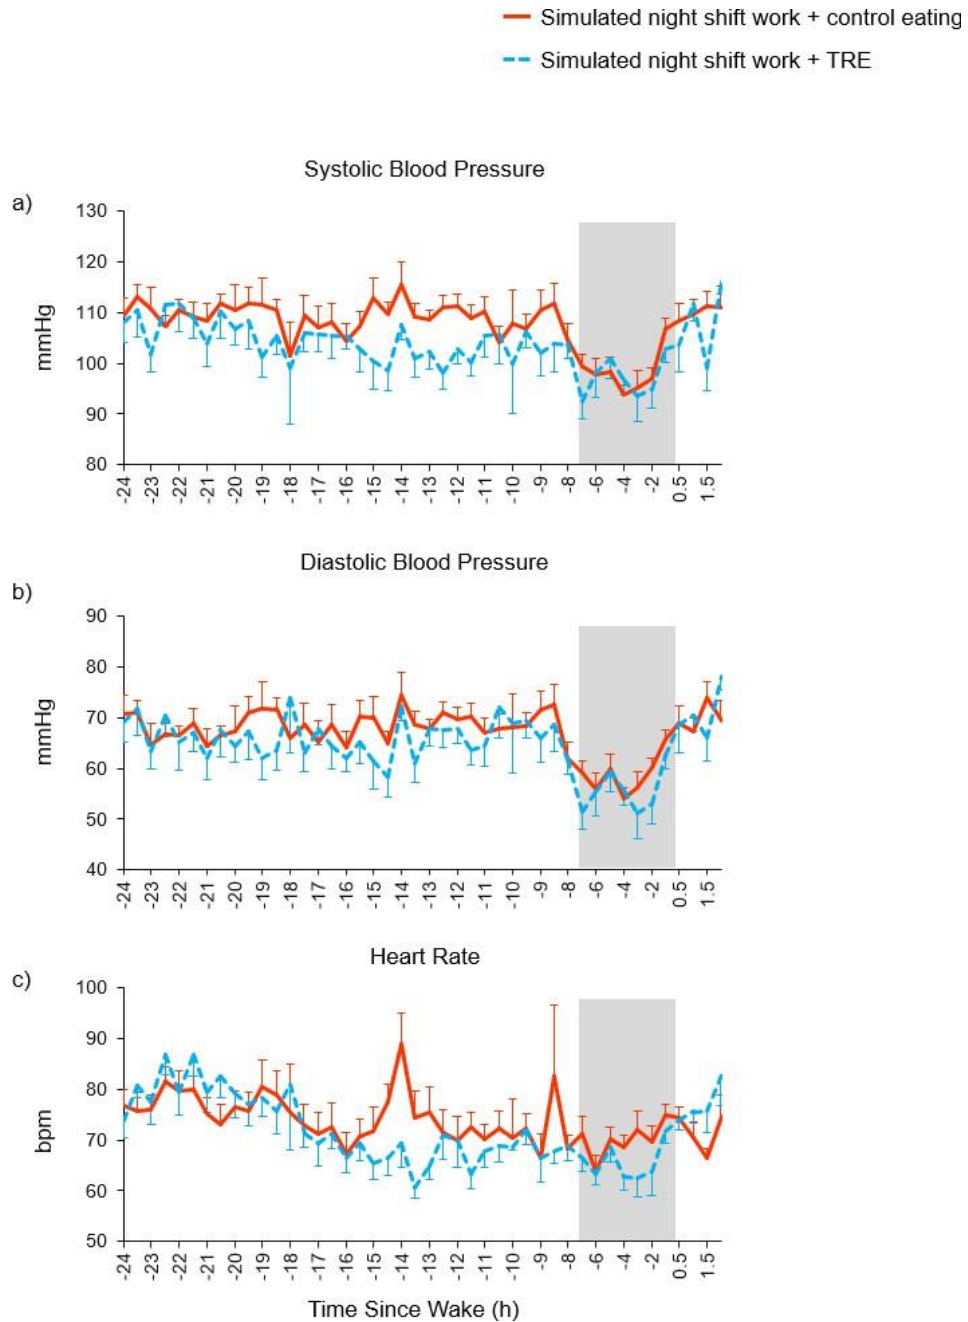 Simulated night shift work + control eating
Simulated night shift work + TRE
Systolic Blood Pressure
a)
130
120
110
100
90
80
mmHg
-24 -23 -22 -21 -20 -19 -18 -17 -16 -15 -14 -13 -12 -11 -10 -9 -8 -6 -4 -2 0.5 1.5
Diastolic Blood Pressure
b)
90
80
70
60
50
40
mmHg
-24 -23 -22 -21 -20 -19 -18 -17 -16 -15 -14 -13 -12 -11 -10 -9 -8 -6 -4 -2 0.5 1.5
Heart Rate
c)
100
90
80
70
60
50
bpm
-24 -23 -22 -21 -20 -19 -18 -17 -16 -15 -14 -13 -12 -11 -10 -9 -8 -6 -4 -2 0.5 1.5
Time Since Wake (h)